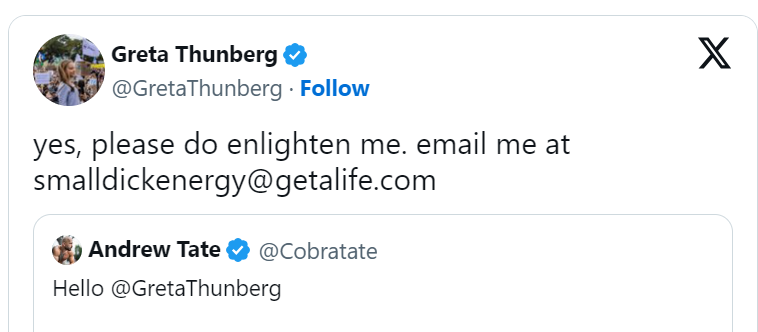 Greta Thunberg
@GretaThunberg · Follow
yes, please do enlighten me. email me at
smalldickenergy@getalife.com
Andrew Tate @Cobratate
Hello @GretaThunberg